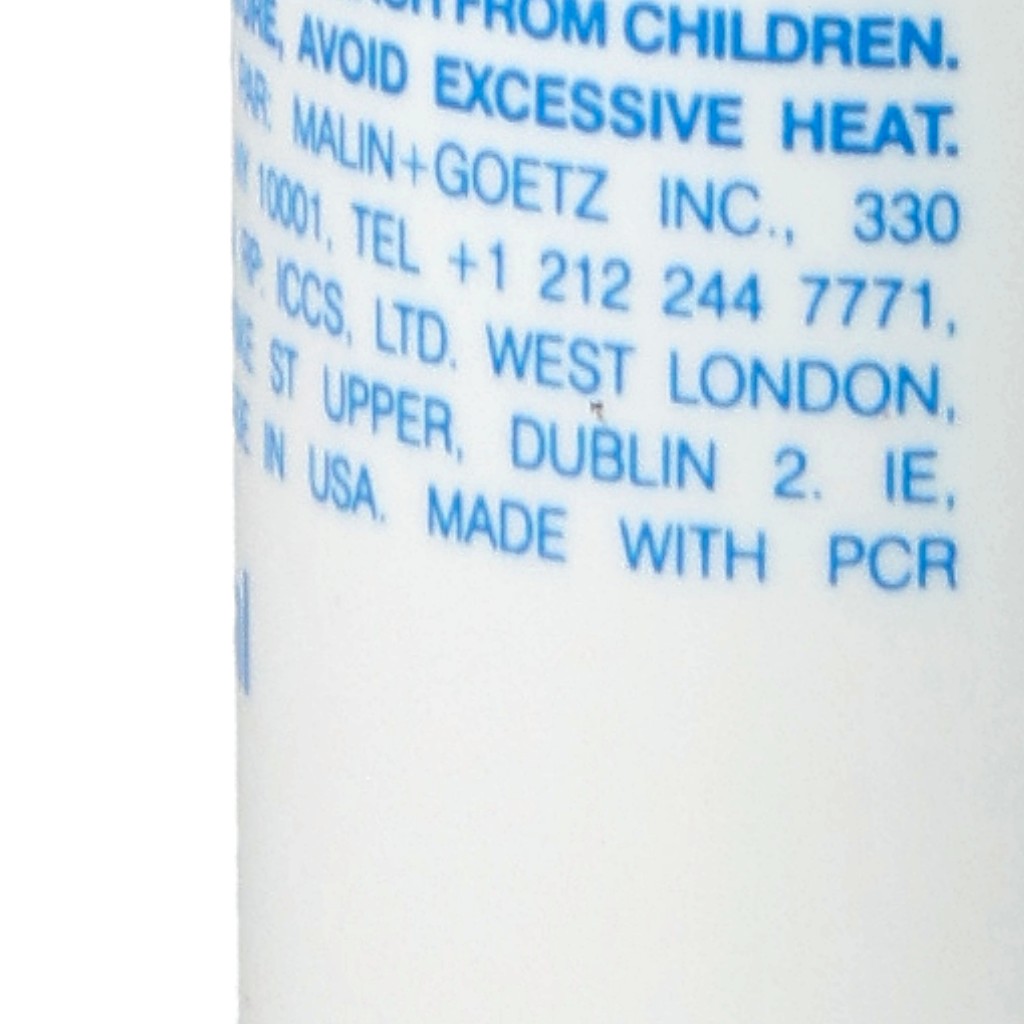 FROM CHILDREN.
AVOID EXCESSIVE HEAT.
PAR: MALIN+GOETZ INC., 330
10001, TEL +1 212 244 7771,
ICCS, LTD. WEST LONDON,
ST UPPER, DUBLIN 2. IE,
IN USA. MADE WITH PCR